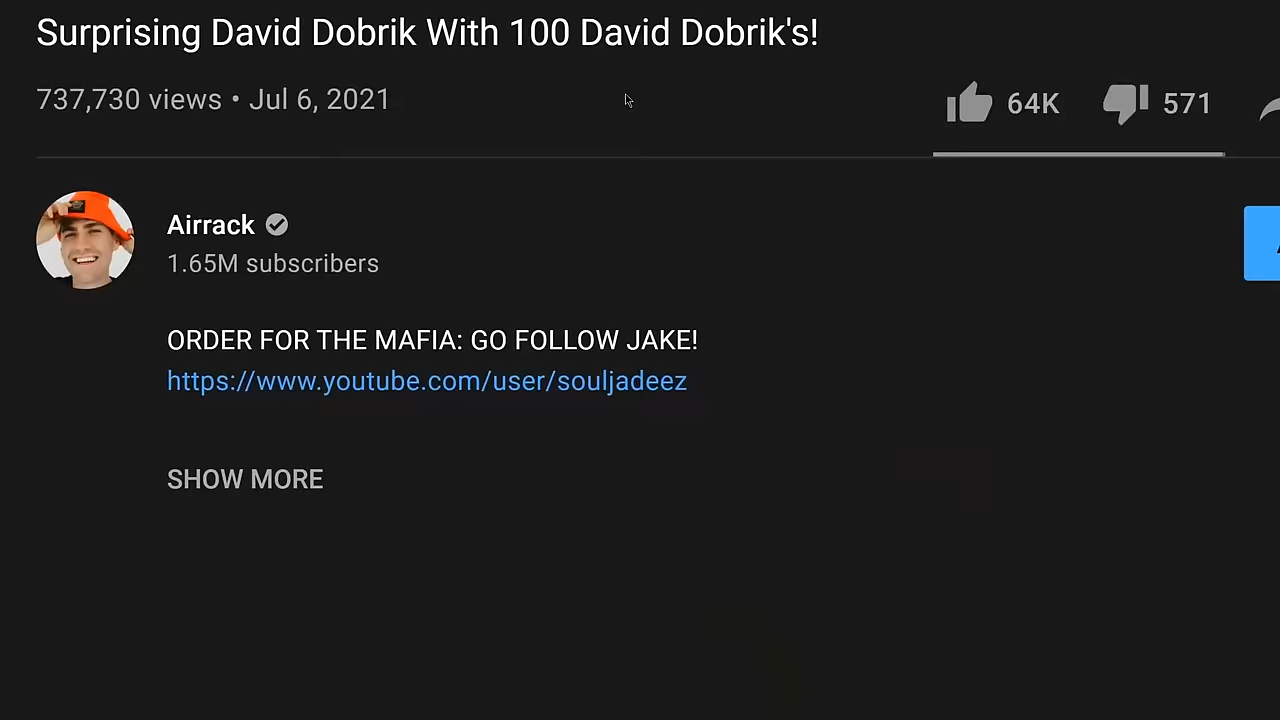 Surprising David Dobrik With 100 David Dobrik's!
737,730 views • Jul 6, 2021
64K
571
Airrack
1.65M subscribers
ORDER FOR THE MAFIA: GO FOLLOW JAKE!
https://www.youtube.com/user/souljadeez
SHOW MORE